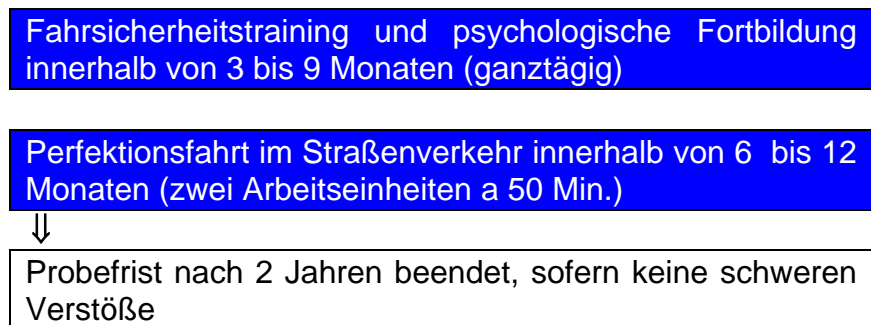 Fahrsicherheitstraining und psychologische Fortbildung
innerhalb von 3 bis 9 Monaten (ganztägig)
Perfektionsfahrt im Straßenverkehr innerhalb von 6  bis 12
Monaten (zwei Arbeitseinheiten a 50 Min.)
⇓
Probefrist nach 2 Jahren beendet, sofern keine schweren
Verstöße